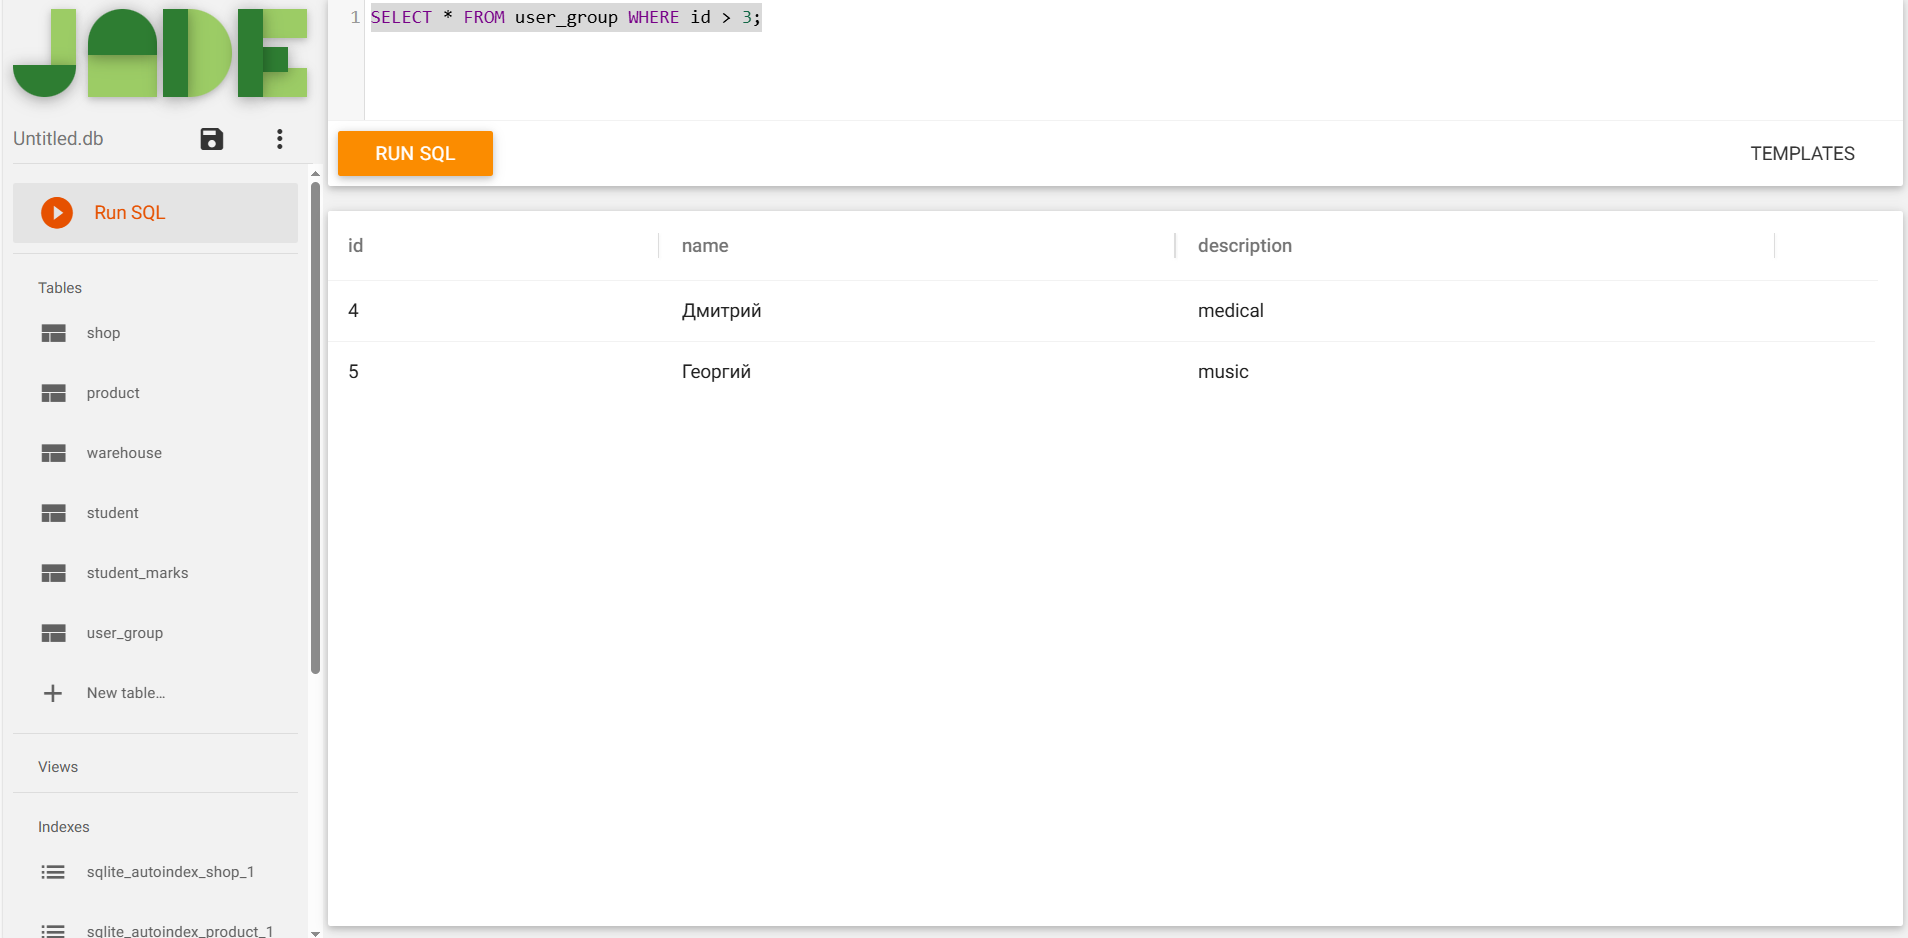 JADE
Untitled.db
Run SQL
Tables
shop
product
warehouse
student
student_marks
user_group
New table...
Views
Indexes
sqlite_autoindex_shop_1
sqlite_autoindex_product_1
1 SELECT * FROM user_group WHERE id > 3;
RUN SQL TEMPLATES
id name description
4 Дмитрий medical
5 Георгий music